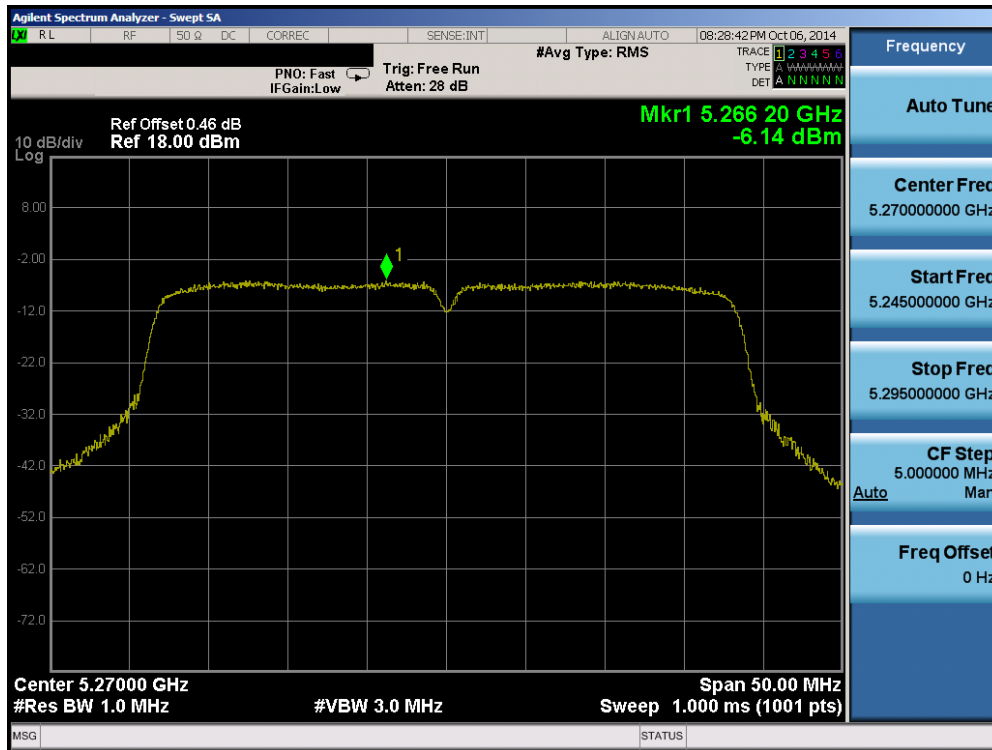 Agilent Spectrum Analyzer - Swept SA
LXI RL RF 50 Ω DC CORREC SENSE:INT ALIGN AUTO 08:28:42 PM Oct 06, 2014
#Avg Type: RMS TRACE 1 2 3 4 5 6
PNO: Fast Trig: Free Run TYPE A WWWWW
IFGain:Low Atten: 28 dB DET A N N N N N
Frequency
Mkr1 5.266 20 GHz
-6.14 dBm
Ref Offset 0.46 dB
10 dB/div Ref 18.00 dBm
Log
1
8.00
-2.00
-12.0
-22.0
-32.0
-42.0
-52.0
-62.0
-72.0
Center 5.27000 GHz Span 50.00 MHz
#Res BW 1.0 MHz #VBW 3.0 MHz Sweep 1.000 ms (1001 pts)
MSG STATUS
Auto Tune
Center Freq
5.270000000 GHz
Start Freq
5.245000000 GHz
Stop Freq
5.295000000 GHz
CF Step
5.000000 MHz
Auto Man
Freq Offset
0 Hz